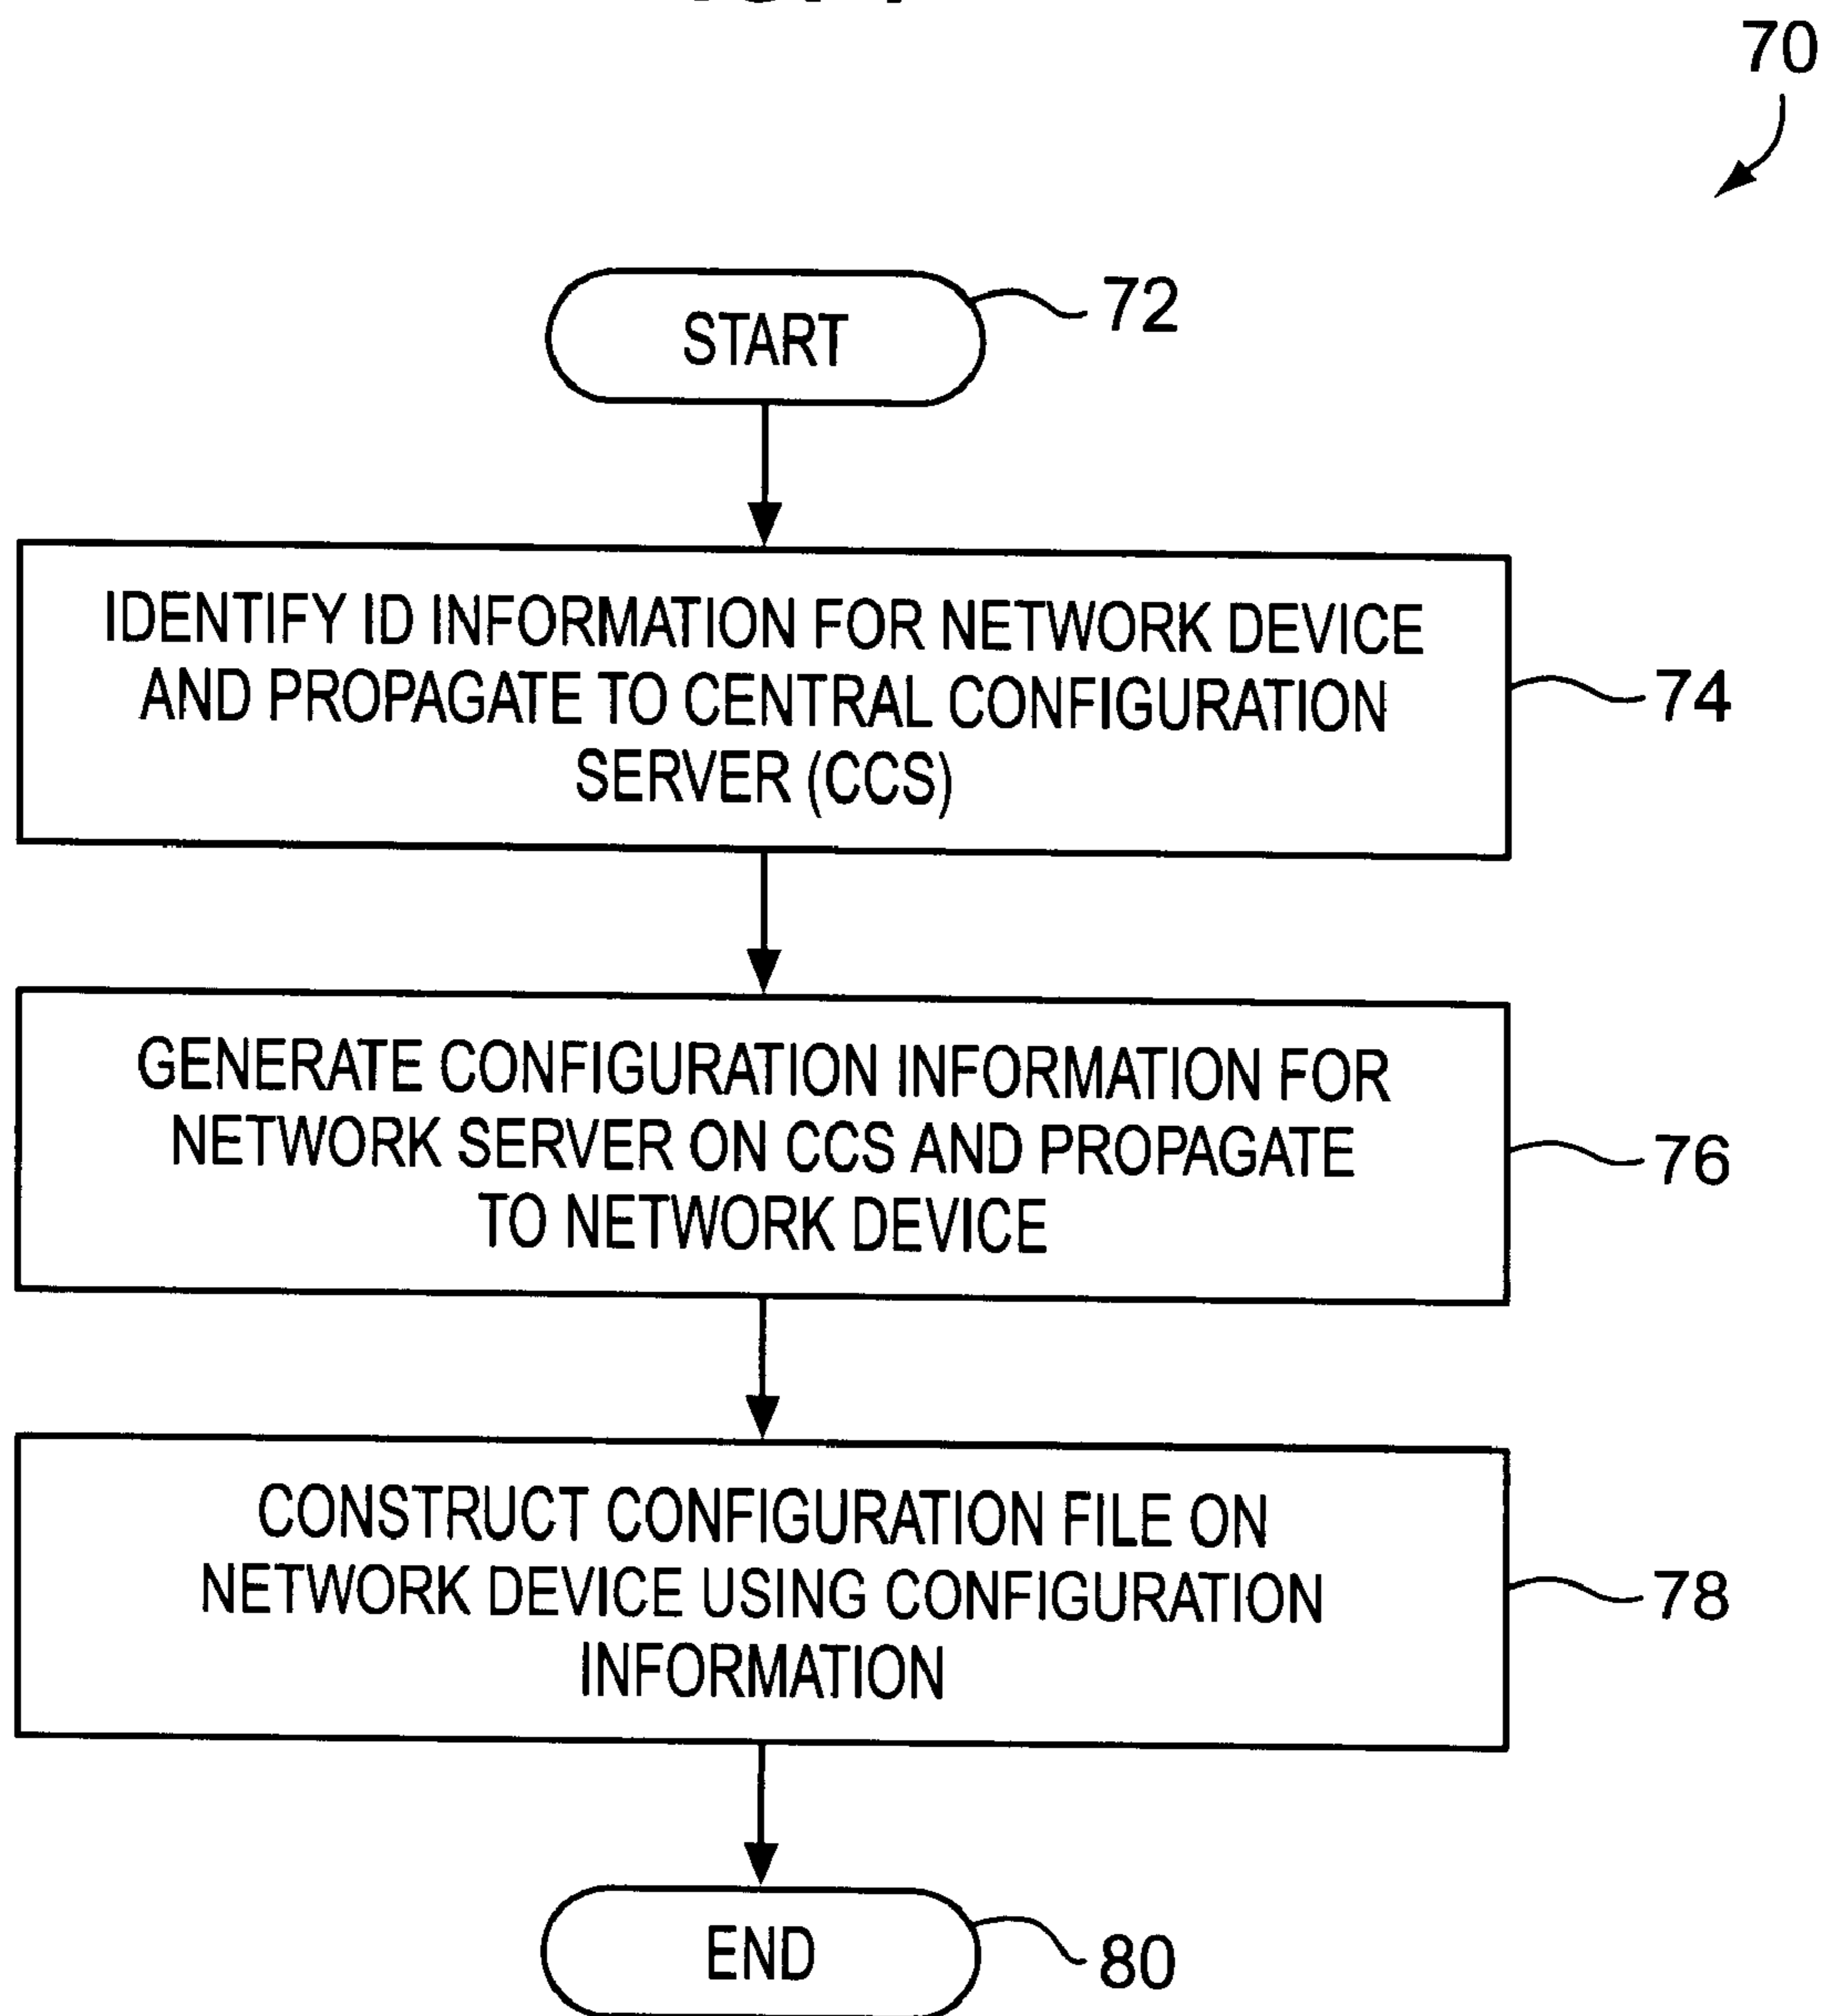 70
START
72
IDENTIFY ID INFORMATION FOR NETWORK DEVICE
AND PROPAGATE TO CENTRAL CONFIGURATION
SERVER (CCS)
74
GENERATE CONFIGURATION INFORMATION FOR
NETWORK SERVER ON CCS AND PROPAGATE
TO NETWORK DEVICE
76
CONSTRUCT CONFIGURATION FILE ON
NETWORK DEVICE USING CONFIGURATION
INFORMATION
78
END
80